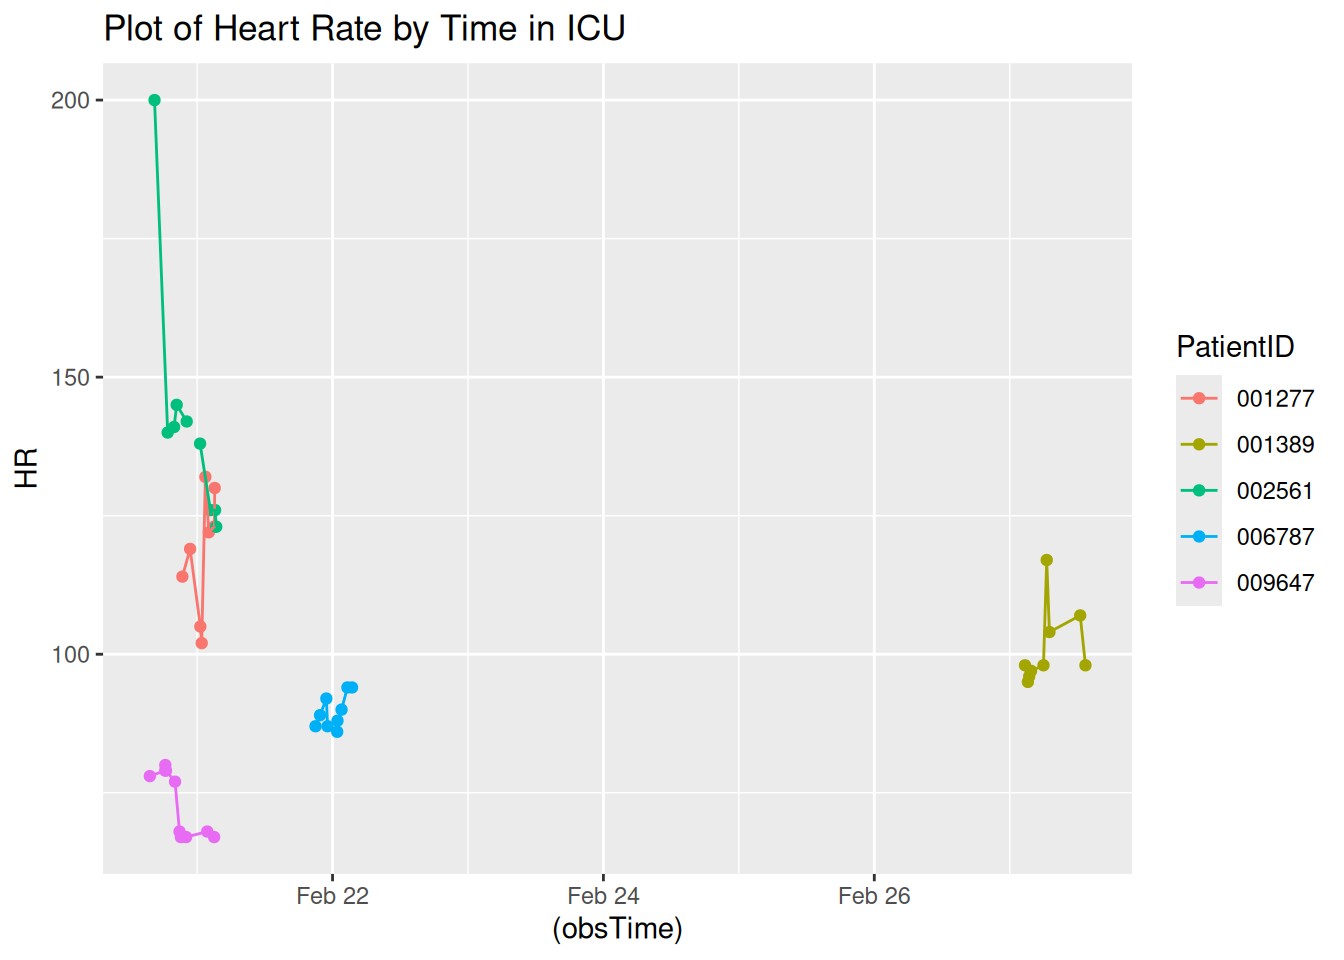 Plot of Heart Rate by Time in ICU
200
150
100
HR
Feb 22
Feb 24
Feb 26
(obsTime)
PatientID
001277
001389
002561
006787
009647